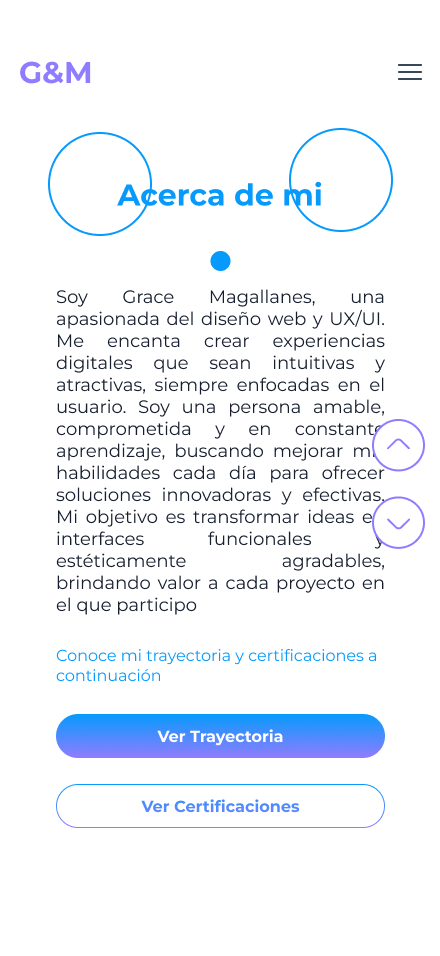 G&M
Acerca de mi
Soy Grace Magallanes, una
apasionada del diseño web y UX/UI.
Me encanta crear experiencias
digitales que sean intuitivas y
atractivas, siempre enfocadas en el
usuario. Soy una persona amable,
comprometida y en constante
aprendizaje, buscando mejorar
habilidades cada día para ofrecer
soluciones innovadoras y efectivas.
Mi objetivo es transformar ideas
interfaces funcionales y
estéticamente agradables,
brindando valor a cada proyecto en
el que participo
Conoce mi trayectoria y certificaciones a
continuación
Ver Trayectoria
Ver Certificaciones